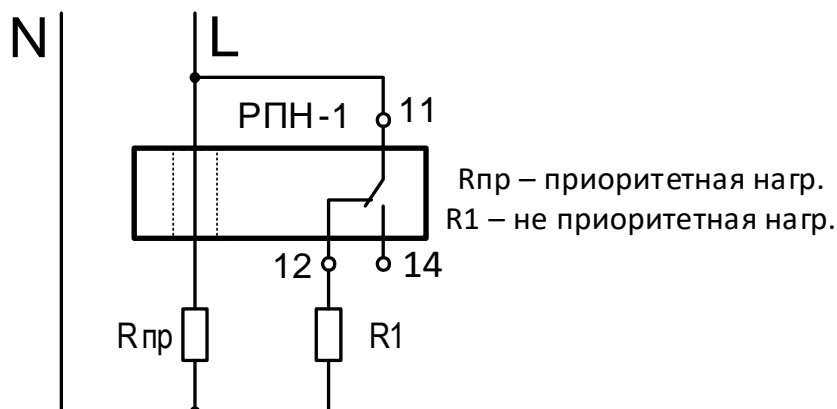 N
L
РПН-1
11
Rпр – приоритетная нагр.
R1 – не приоритетная нагр.
12
14
Rпр
R1